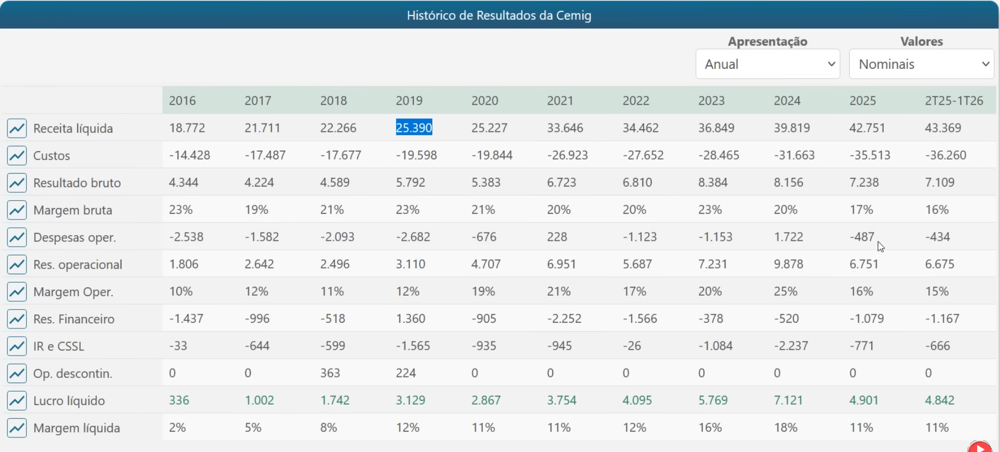 Histórico de Resultados da Cemig
Apresentação Valores
Anual Nominais
2016 2017 2018 2019 2020 2021 2022 2023 2024 2025 2T25-1T26
Receita líquida 18.772 21.711 22.266 25.390 25.227 33.646 34.462 36.849 39.819 42.751 43.369
Custos -14.428 -17.487 -17.677 -19.598 -19.844 -26.923 -27.652 -28.465 -31.663 -35.513 -36.260
Resultado bruto 4.344 4.224 4.589 5.792 5.383 6.723 6.810 8.384 8.156 7.238 7.109
Margem bruta 23% 19% 21% 23% 21% 20% 20% 23% 20% 17% 16%
Despesas oper. -2.538 -1.582 -2.093 -2.682 -676 228 -1.123 -1.153 1.722 -487 -434
Res. operacional 1.806 2.642 2.496 3.110 4.707 6.951 5.687 7.231 9.878 6.751 6.675
Margem Oper. 10% 12% 11% 12% 19% 21% 17% 20% 25% 16% 15%
Res. Financeiro -1.437 -996 -518 1.360 -905 -2.252 -1.566 -378 -520 -1.079 -1.167
IR e CSSL -33 -644 -599 -1.565 -935 -945 -26 -1.084 -2.237 -771 -666
Op. descontin. 0 0 363 224 0 0 0 0 0 0 0
Lucro líquido 336 1.002 1.742 3.129 2.867 3.754 4.095 5.769 7.121 4.901 4.842
Margem líquida 2% 5% 8% 12% 11% 11% 12% 16% 18% 11% 11%